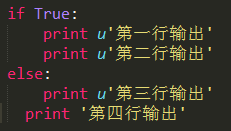 if True:
    print u'第一行输出'
    print u'第二行输出'
else:
    print u'第三行输出'
  print '第四行输出'